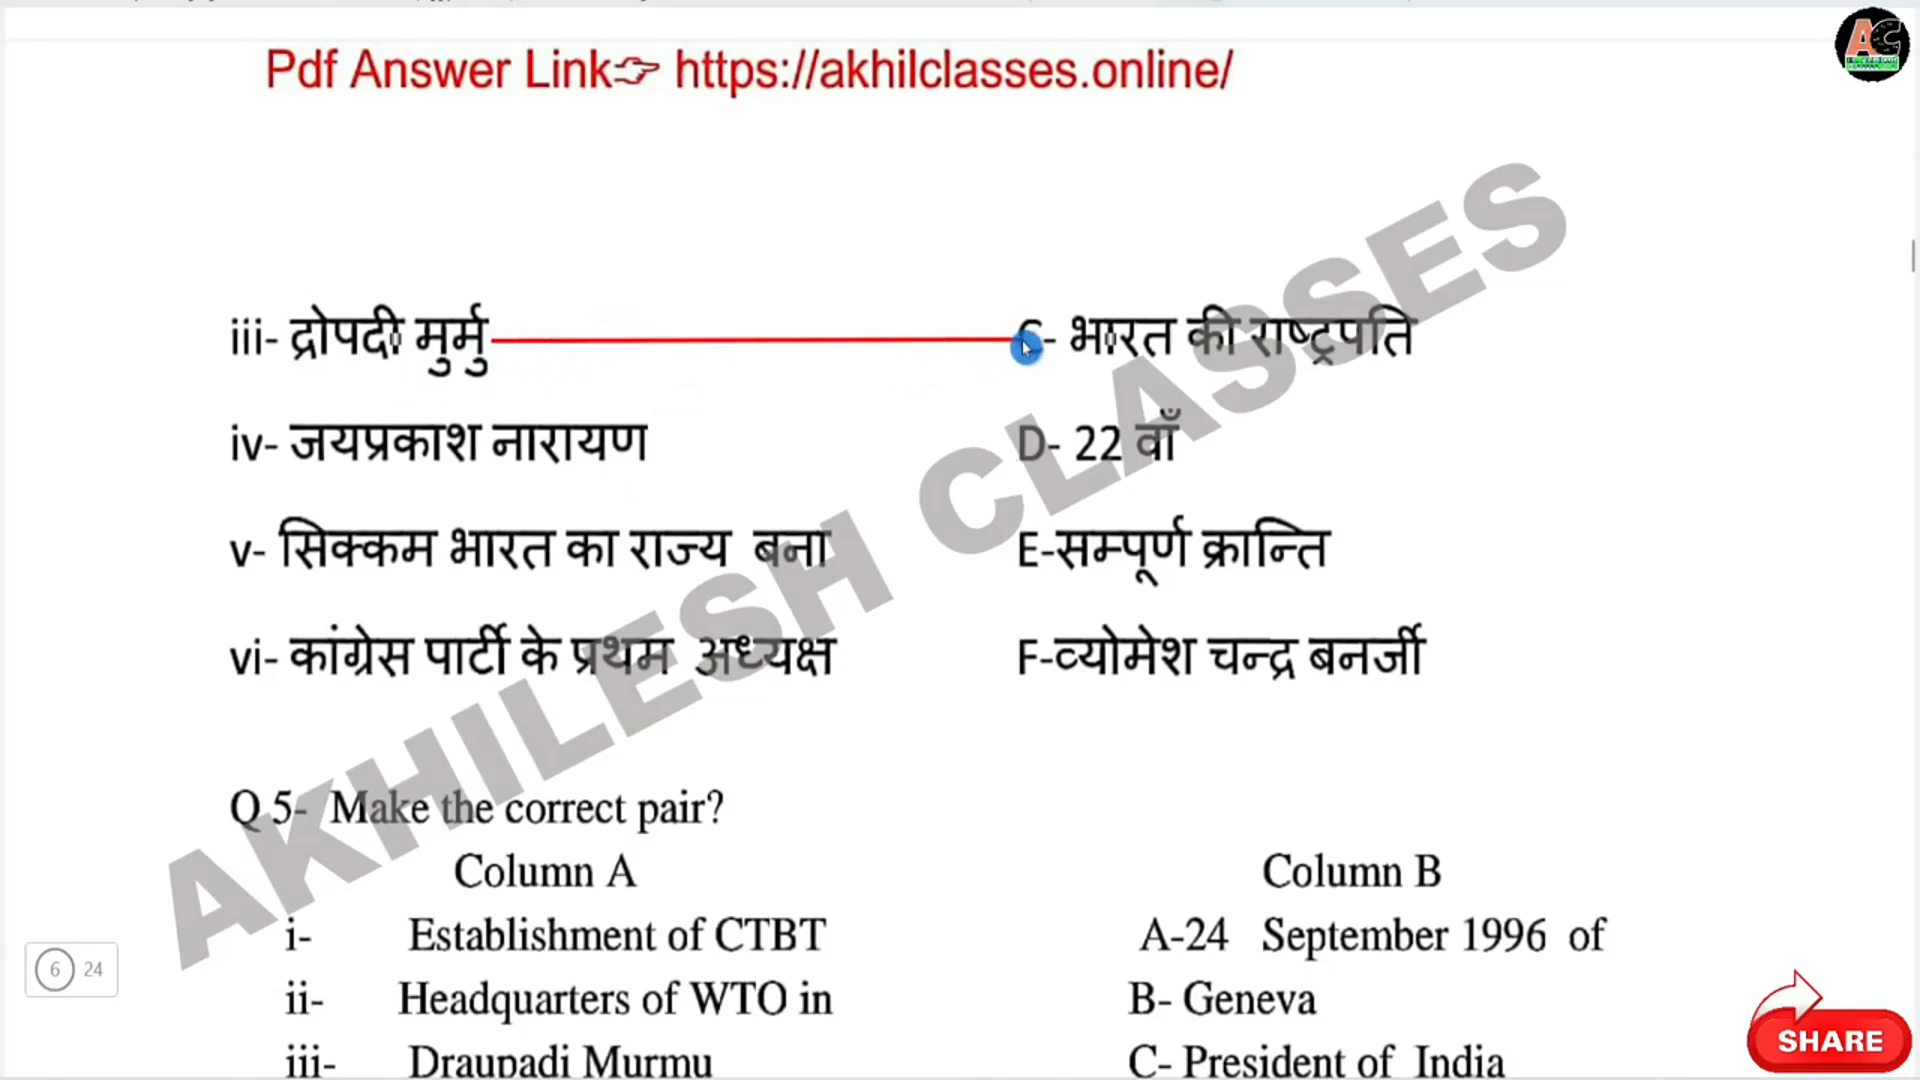 Pdf Answer Link👉 https://akhilclasses.online/
iii- द्रोपदी मुर्मु C- भारत की राष्ट्रपति
iv- जयप्रकाश नारायण D- 22 वाँ
v- सिक्कम भारत का राज्य बना E-सम्पूर्ण क्रान्ति
vi- कांग्रेस पार्टी के प्रथम अध्यक्ष F-व्योमेश चन्द्र बनर्जी
AKHILESH CLASSES
Q.5- Make the correct pair?
Column A Column B
i- Establishment of CTBT A-24 September 1996 of
ii- Headquarters of WTO in B- Geneva
iii- Draupadi Murmu C- President of India
6 24
SHARE